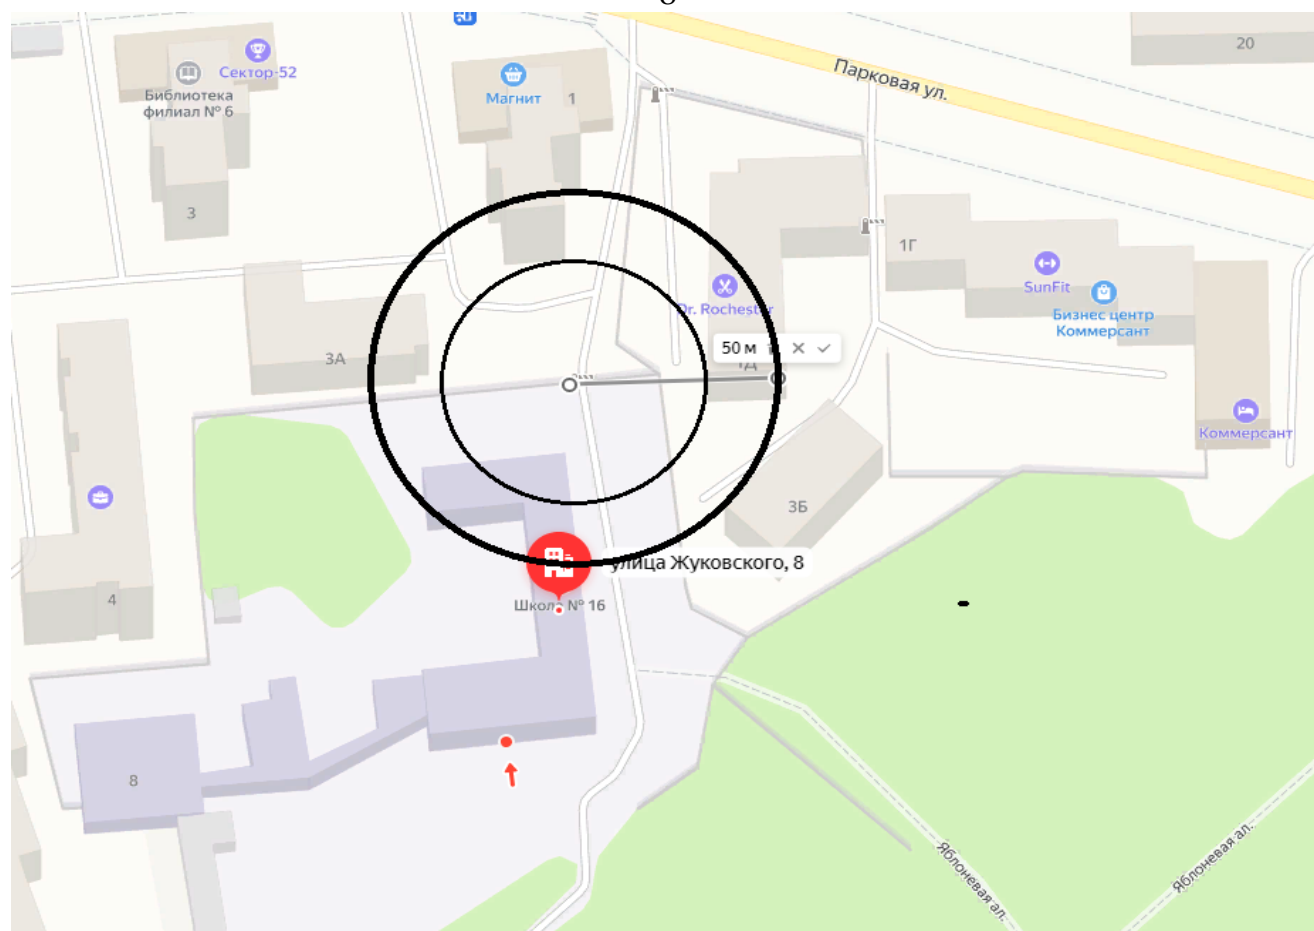 20
Парковая ул.
Сектор-52
Библиотека
филиал № 6
Магнит
1
3
1Г
SunFit
Бизнес центр
Коммерсант
Dr. Rochester
50 м
1Д
3А
Коммерсант
3Б
улица Жуковского, 8
Школа № 16
4
8
Яблоневая ал.
Яблоневая ал.